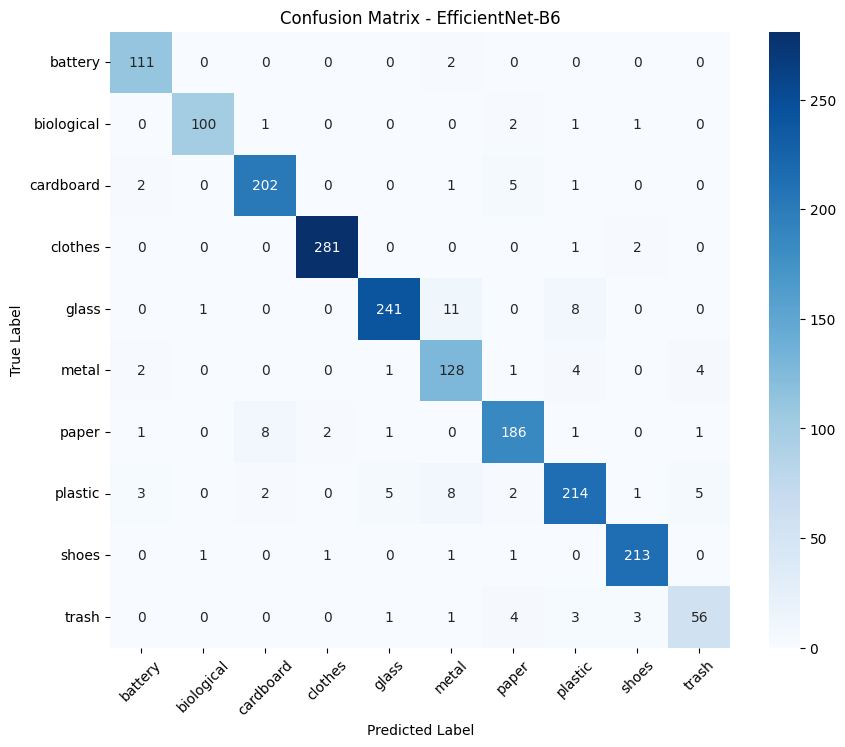 Confusion Matrix - EfficientNet-B6
True Label
battery 111 0 0 0 0 2 0 0 0 0
biological 0 100 1 0 0 0 2 1 1 0
cardboard 2 0 202 0 0 1 5 1 0 0
clothes 0 0 0 281 0 0 0 1 2 0
glass 0 1 0 0 241 11 0 8 0 0
metal 2 0 0 0 1 128 1 4 0 4
paper 1 0 8 2 1 0 186 1 0 1
plastic 3 0 2 0 5 8 2 214 1 5
shoes 0 1 0 1 0 1 1 0 213 0
trash 0 0 0 0 1 1 4 3 3 56
battery biological cardboard clothes glass metal paper plastic shoes trash
Predicted Label
250
200
150
100
50
0